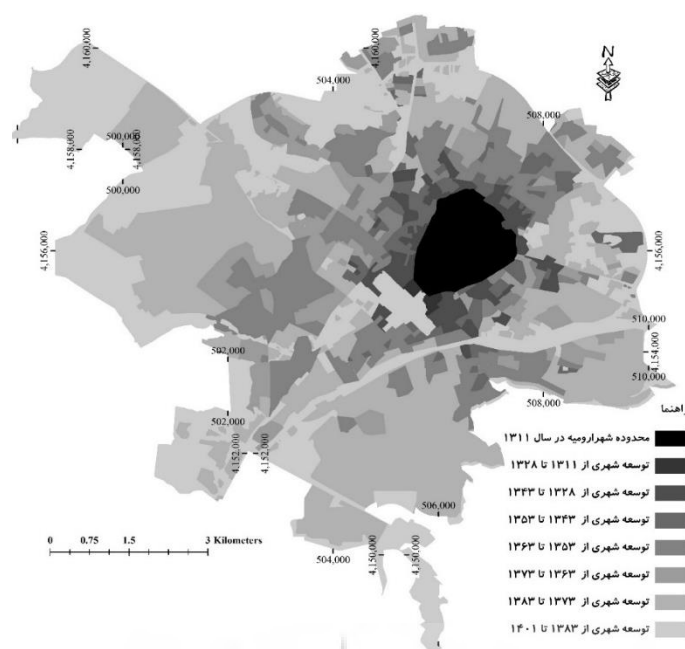 N
4,160,000
4,160,000
504,000
508,000
500,000
4,158,000
4,158,000
500,000
4,156,000
4,156,000
510,000
4,154,000
510,000
502,000
502,000
508,000
4,152,000
4,152,000
506,000
504,000
4,150,000
4,150,000
0 0.75 1.5 3 Kilometers
راهنما
محدوده شهرارومیه در سال ۱۳۱۱
توسعه شهری از ۱۳۱۱ تا ۱۳۲۸
توسعه شهری از ۱۳۲۸ تا ۱۳۴۳
توسعه شهری از ۱۳۴۳ تا ۱۳۵۳
توسعه شهری از ۱۳۵۳ تا ۱۳۶۳
توسعه شهری از ۱۳۶۳ تا ۱۳۷۳
توسعه شهری از ۱۳۷۳ تا ۱۳۸۳
توسعه شهری از ۱۳۸۳ تا ۱۴۰۱